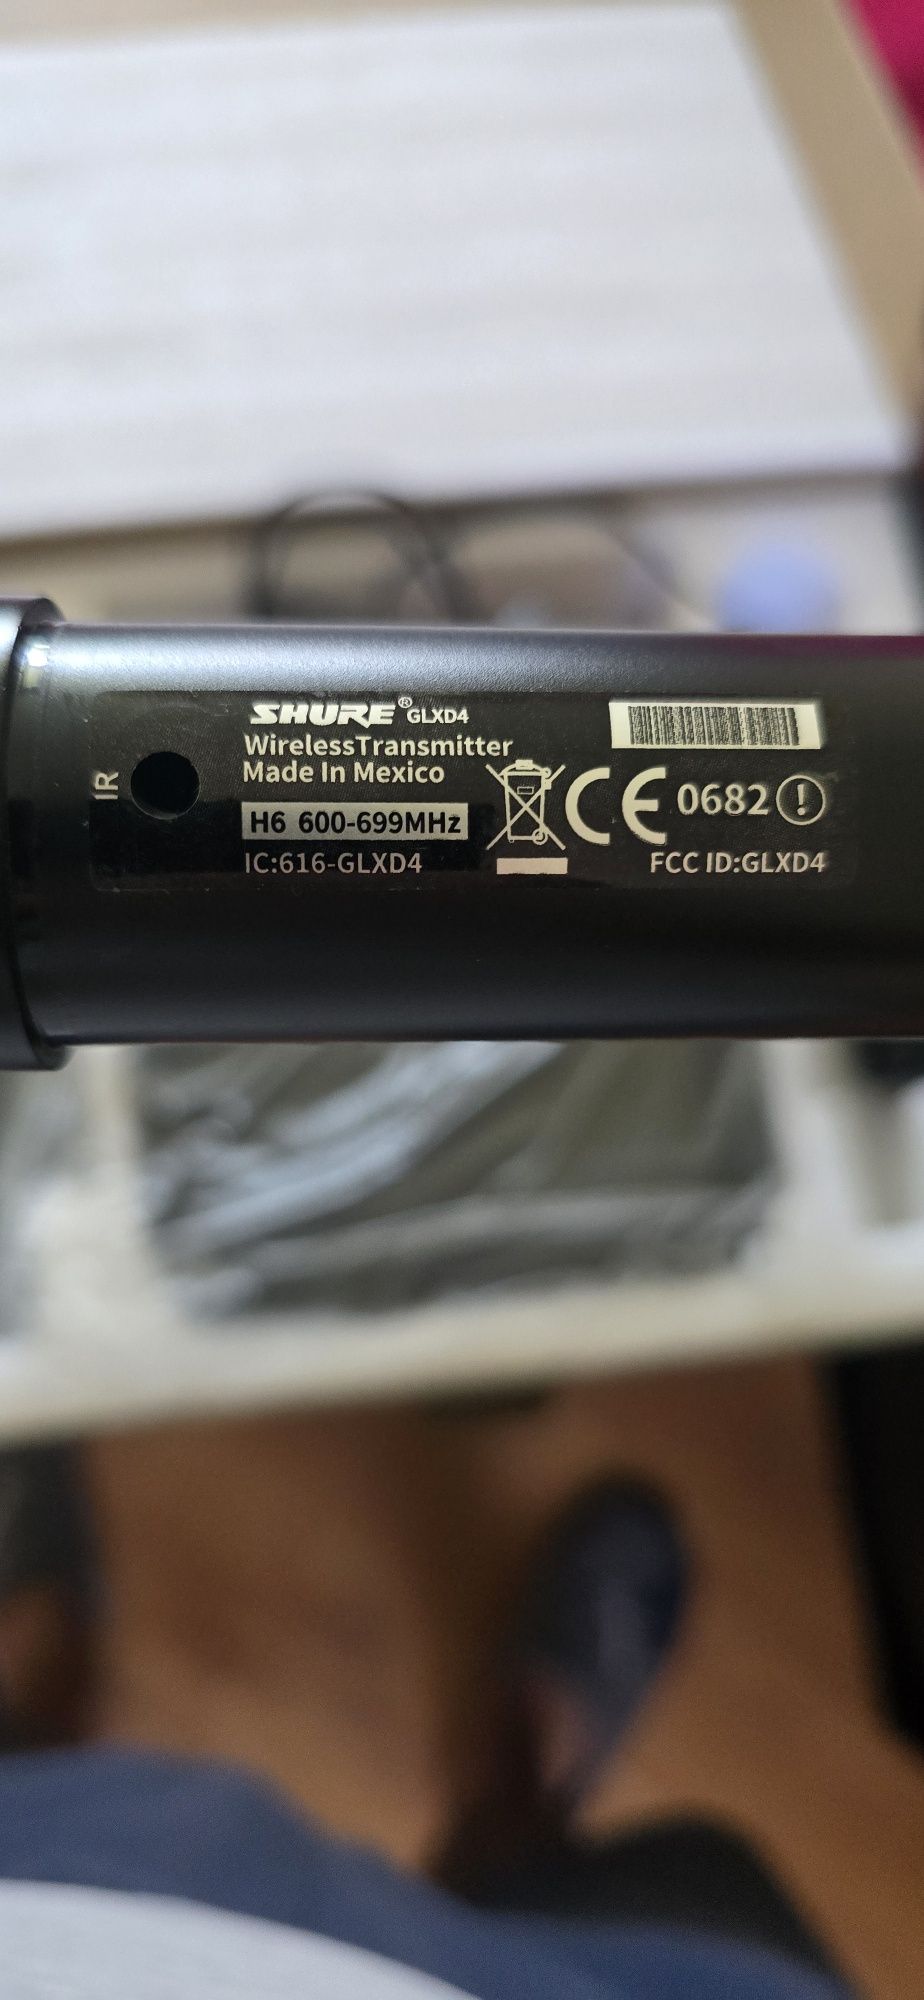 IR
SHURE® GLXD4
WirelessTransmitter
Made In Mexico
H6 600-699MHz
IC:616-GLXD4
CE 0682 !
FCC ID:GLXD4